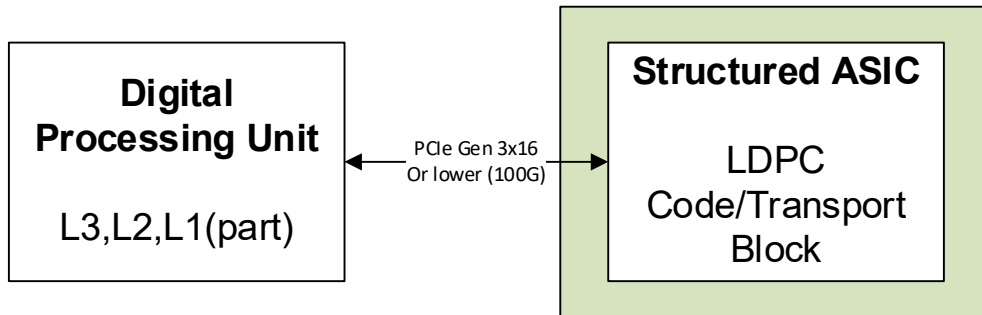 Digital
Processing Unit
L3,L2,L1(part)
PCIe Gen 3x16
Or lower (100G)
Structured ASIC
LDPC
Code/Transport
Block